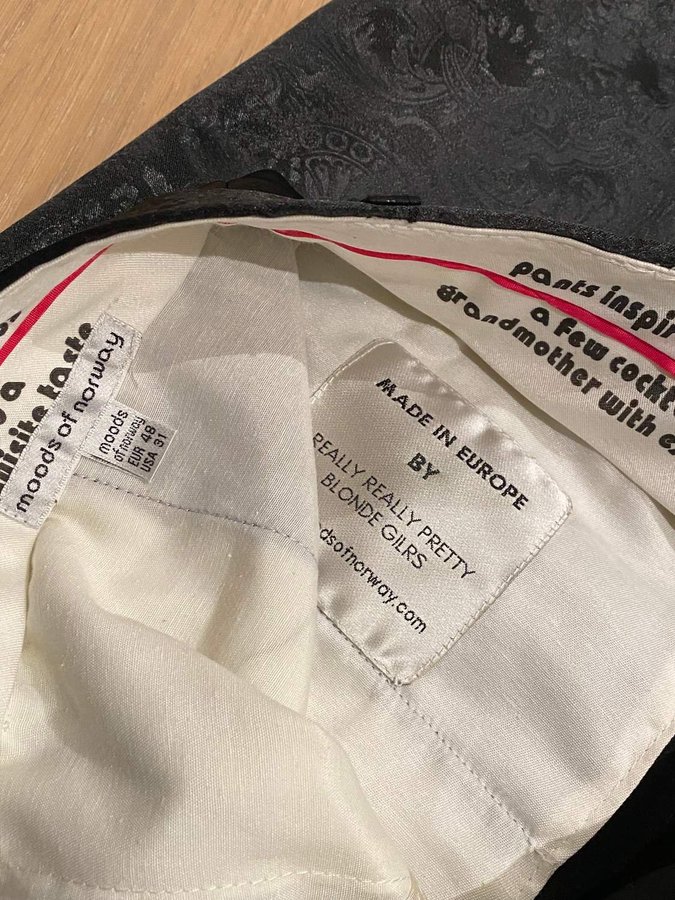 pants inspir
a few cockt
grandmother with ex
a
uisite taste
moods of norway
moods
of norway
EUR 48
USA 31
MADE IN EUROPE
BY
REALLY REALLY PRETTY
BLONDE GILRS
dsofnorway.com